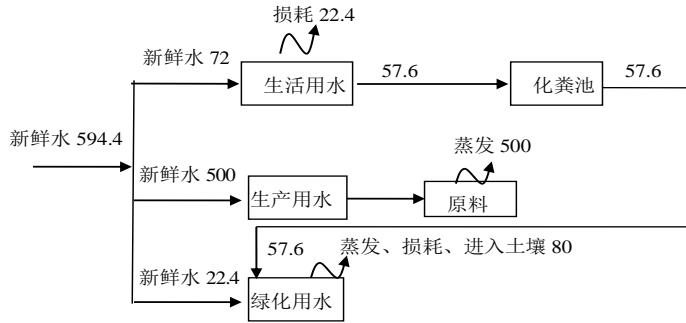 损耗 22.4
新鲜水 72
57.6
57.6
生活用水
化粪池
新鲜水 594.4
蒸发 500
新鲜水 500
生产用水
原料
57.6
蒸发、损耗、进入土壤 80
新鲜水 22.4
绿化用水